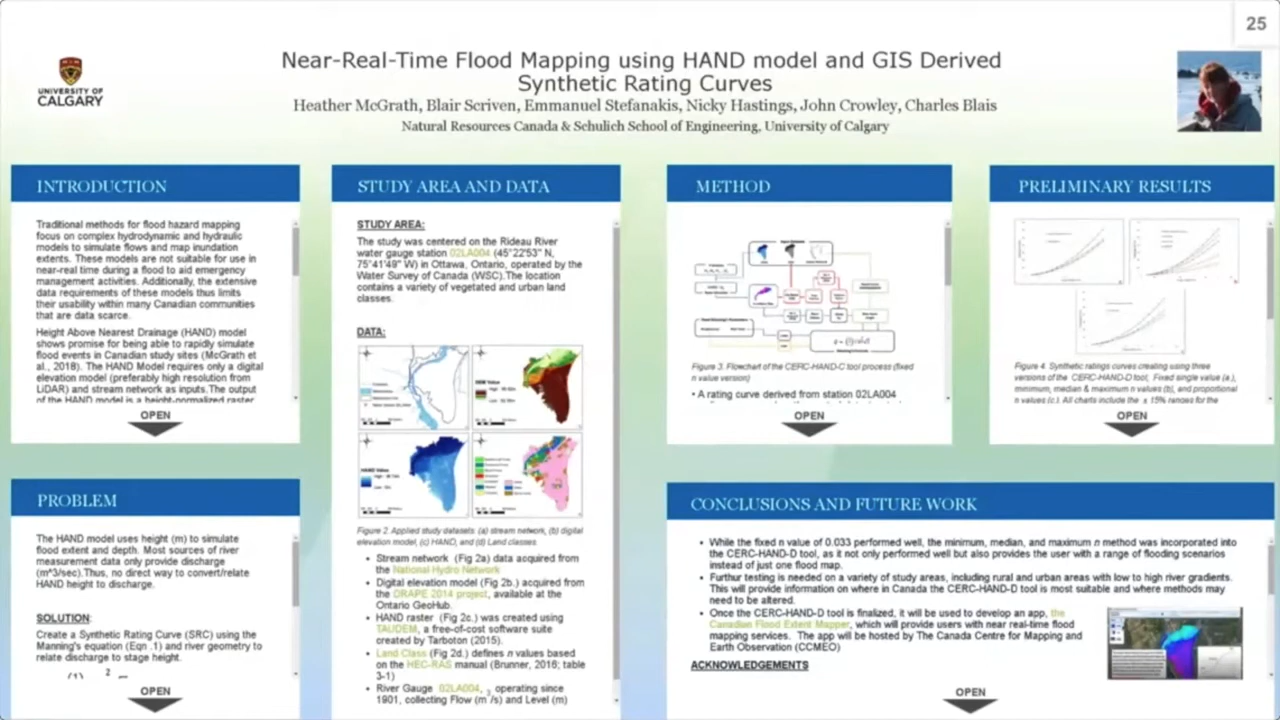 25
Near-Real-Time Flood Mapping using HAND model and GIS Derived
Synthetic Rating Curves
Heather McGrath, Blair Scriven, Emmanuel Stefanakis, Nicky Hastings, John Crowley, Charles Blais
Natural Resources Canada & Schulich School of Engineering, University of Calgary
UNIVERSITY OF
CALGARY
INTRODUCTION
Traditional methods for flood hazard mapping
focus on complex hydrodynamic and hydraulic
models to simulate flows and map inundation
extents. These models are not suitable for use in
near-real-time during a flood to aid emergency
management activities. Additionally, the extensive
data requirements of these models thus limits
their usability within many Canadian communities
that are data scarce.
Height Above Nearest Drainage (HAND) model
shows promise for being able to rapidly simulate
flood events in Canadian study sites (McGrath et
al., 2018). The HAND Model requires only a digital
elevation model (preferably high resolution from
LiDAR) and stream network as inputs.The output
of the HAND model is a height-normalized raster
OPEN
PROBLEM
The HAND model uses height (m) to simulate
flood extent and depth. Most sources of river
measurement data only provide discharge
(m^3/sec).Thus, no direct way to convert/relate
HAND height to discharge.
SOLUTION:
Create a Synthetic Rating Curve (SRC) using the
Manning's equation (Eqn .1) and river geometry to
relate discharge to stage height.
(1) 2
OPEN
STUDY AREA AND DATA
STUDY AREA:
The study was centered on the Rideau River
water gauge station 02LA004 (45°22'53" N,
75°41'49" W) in Ottawa, Ontario, operated by the
Water Survey of Canada (WSC).The location
contains a variety of vegetated and urban land
classes.
DATA:
HAND Value
Figure 2. Applied study datasets: (a) stream network, (b) digital
elevation model, (c) HAND, and (d) Land classes.
• Stream network (Fig 2a) data acquired from
the National Hydro Network
• Digital elevation model (Fig 2b.) acquired from
the DRAPE 2014 project, available at the
Ontario GeoHub.
• HAND raster (Fig 2c.) was created using
TAUDEM, a free-of-cost software suite
created by Tarboton (2015).
• Land Class (Fig 2d.) defines n values based
on the HEC-RAS manual (Brunner, 2016; table
3-1)
• River Gauge 02LA004, operating since
1901, collecting Flow (m3/s) and Level (m)
METHOD
Figure 3. Flowchart of the CERC-HAND-C tool process (fixed
n value version)
• A rating curve derived from station 02LA004
OPEN
PRELIMINARY RESULTS
Figure 4. Synthetic ratings curves creating using three
versions of the CERC-HAND-D tool; Fixed single value (a.),
minimum, median & maximum n values (b), and proportional
n values (c.). All charts include the ± 15% ranges for the
OPEN
CONCLUSIONS AND FUTURE WORK
• While the fixed n value of 0.033 performed well, the minimum, median, and maximum n method was incorporated into
the CERC-HAND-D tool, as it not only performed well but also provides the user with a range of flooding scenarios
instead of just one flood map.
• Furthur testing is needed on a variety of study areas, including rural and urban areas with low to high river gradients.
This will provide information on where in Canada the CERC-HAND-D tool is most suitable and where methods may
need to be altered.
• Once the CERC-HAND-D tool is finalized, it will be used to develop an app, the
Canadian Flood Extent Mapper, which will provide users with near real-time flood
mapping services. The app will be hosted by The Canada Centre for Mapping and
Earth Observation (CCMEO)
ACKNOWLEDGEMENTS
OPEN